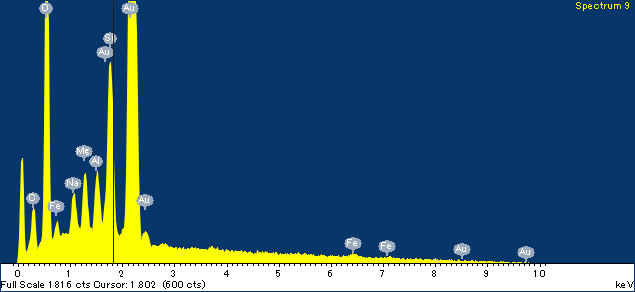 Spectrum 9
O
Au
Si
Au
Mg
Al
Na
O
Fe
Au
Fe
Fe
Au
Au
0 1 2 3 4 5 6 7 8 9 10
Full Scale 1816 cts Cursor: 1.802 (600 cts)
keV